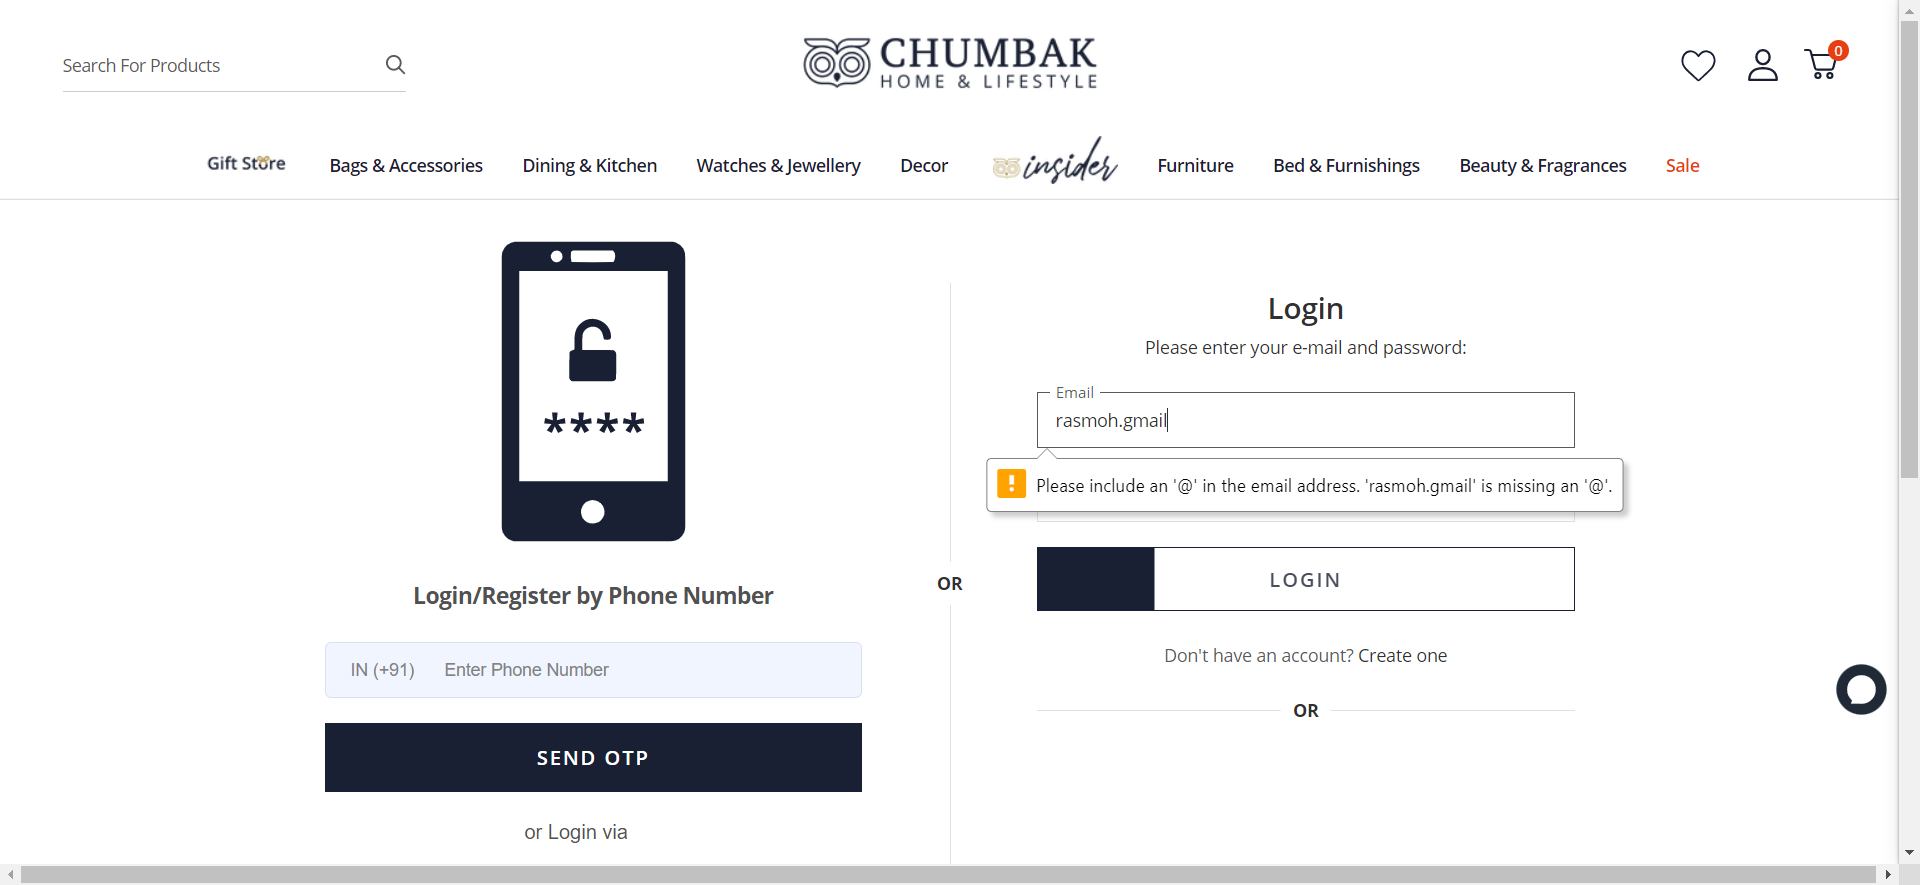 Search For Products
CHUMBAK
HOME & LIFESTYLE
0
Gift Store
Bags & Accessories
Dining & Kitchen
Watches & Jewellery
Decor
insider
Furniture
Bed & Furnishings
Beauty & Fragrances
Sale
****
Login/Register by Phone Number
IN (+91) Enter Phone Number
SEND OTP
or Login via
OR
Login
Please enter your e-mail and password:
Email
rasmoh.gmail
Please include an '@' in the email address. 'rasmoh.gmail' is missing an '@'.
LOGIN
Don't have an account? Create one
OR